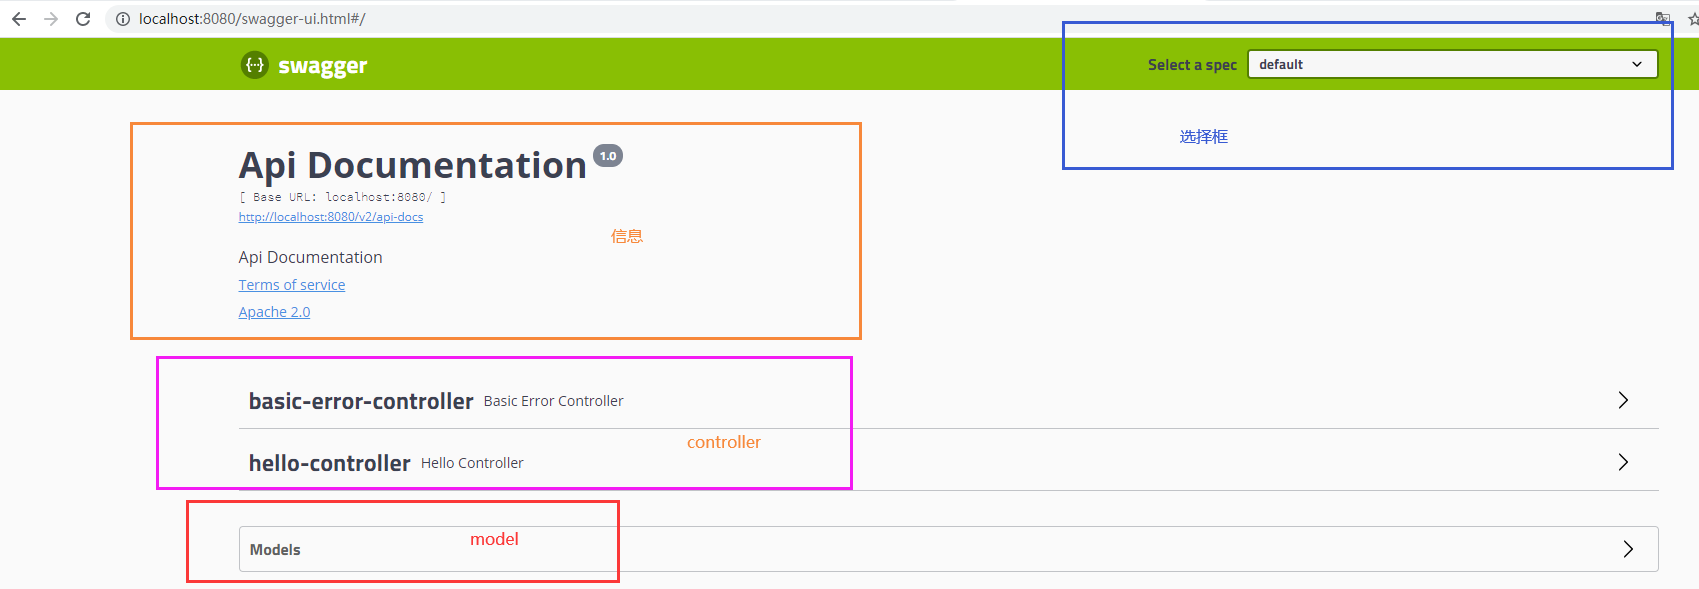 localhost:8080/swagger-ui.html#/
{···} swagger
Select a spec
default
选择框
Api Documentation 1.0
[ Base URL: localhost:8080/ ]
http://localhost:8080/v2/api-docs
信息
Api Documentation
Terms of service
Apache 2.0
basic-error-controller Basic Error Controller
controller
hello-controller Hello Controller
model
Models